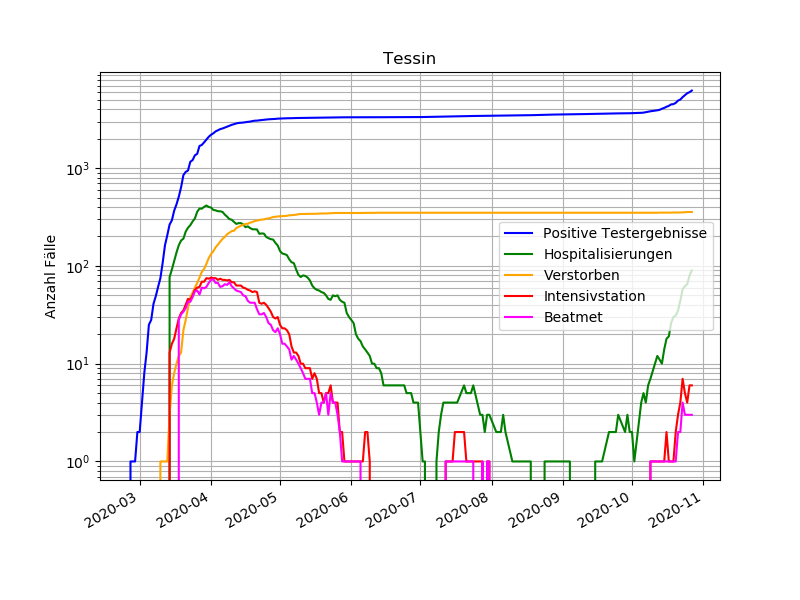 Tessin
Anzahl Fälle
10³
10²
10¹
10⁰
Positive Testergebnisse
Hospitalisierungen
Verstorben
Intensivstation
Beatmet
2020-03
2020-04
2020-05
2020-06
2020-07
2020-08
2020-09
2020-10
2020-11